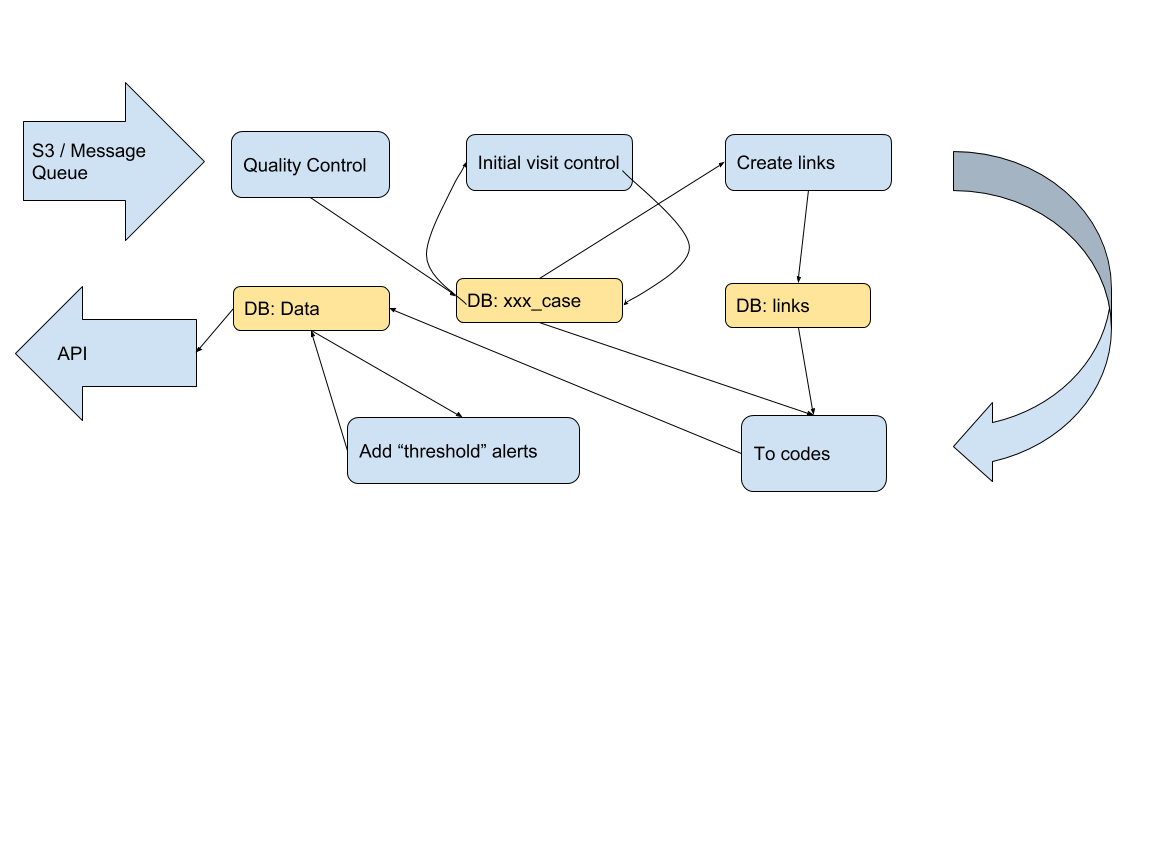 S3 / Message
Queue
Quality Control
Initial visit control
Create links
DB: Data
DB: xxx_case
DB: links
API
Add “threshold” alerts
To codes